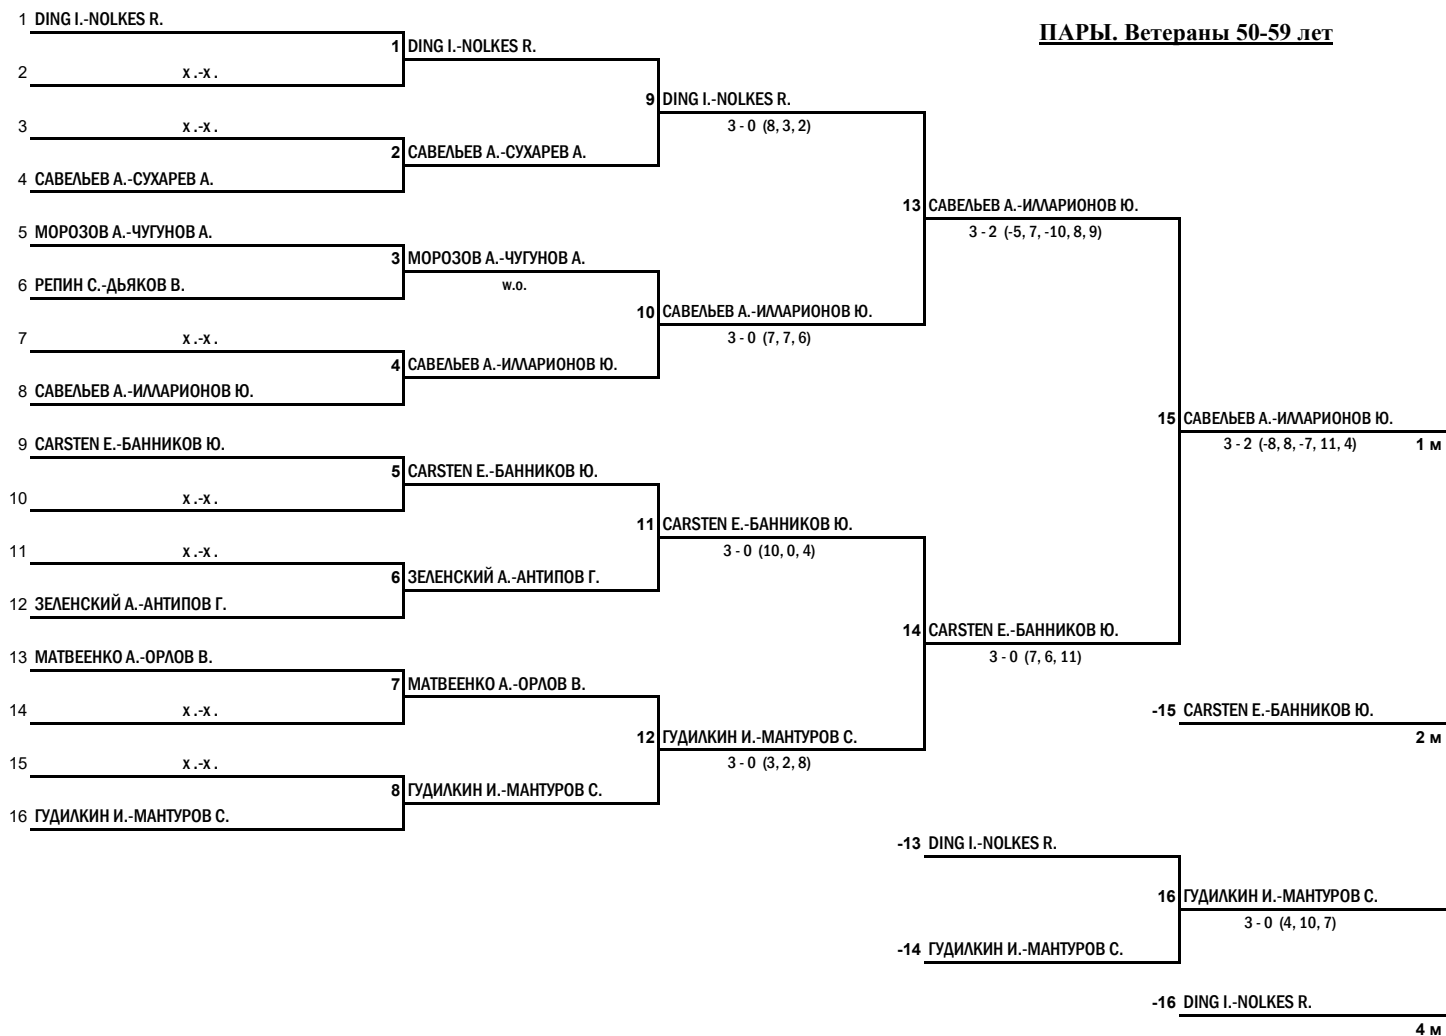 1 DING I.-NOLKES R.
ПАРЫ. Ветераны 50-59 лет
1 DING I.-NOLKES R.
2 х .-х .
9 DING I.-NOLKES R.
3 - 0 (8, 3, 2)
3 х .-х .
2 САВЕЛЬЕВ А.-СУХАРЕВ А.
4 САВЕЛЬЕВ А.-СУХАРЕВ А.
13 САВЕЛЬЕВ А.-ИЛЛАРИОНОВ Ю.
3 - 2 (-5, 7, -10, 8, 9)
5 МОРОЗОВ А.-ЧУГУНОВ А.
3 МОРОЗОВ А.-ЧУГУНОВ А.
w.o.
6 РЕПИН С.-ДЬЯКОВ В.
10 САВЕЛЬЕВ А.-ИЛЛАРИОНОВ Ю.
3 - 0 (7, 7, 6)
7 х .-х .
4 САВЕЛЬЕВ А.-ИЛЛАРИОНОВ Ю.
8 САВЕЛЬЕВ А.-ИЛЛАРИОНОВ Ю.
15 САВЕЛЬЕВ А.-ИЛЛАРИОНОВ Ю.
3 - 2 (-8, 8, -7, 11, 4) 1 м
9 CARSTEN E.-БАННИКОВ Ю.
5 CARSTEN E.-БАННИКОВ Ю.
10 х .-х .
11 CARSTEN E.-БАННИКОВ Ю.
3 - 0 (10, 0, 4)
11 х .-х .
6 ЗЕЛЕНСКИЙ А.-АНТИПОВ Г.
12 ЗЕЛЕНСКИЙ А.-АНТИПОВ Г.
14 CARSTEN E.-БАННИКОВ Ю.
3 - 0 (7, 6, 11)
13 МАТВЕЕНКО А.-ОРЛОВ В.
7 МАТВЕЕНКО А.-ОРЛОВ В.
14 х .-х .
-15 CARSTEN E.-БАННИКОВ Ю.
2 м
12 ГУДИЛКИН И.-МАНТУРОВ С.
3 - 0 (3, 2, 8)
15 х .-х .
8 ГУДИЛКИН И.-МАНТУРОВ С.
16 ГУДИЛКИН И.-МАНТУРОВ С.
-13 DING I.-NOLKES R.
16 ГУДИЛКИН И.-МАНТУРОВ С.
3 - 0 (4, 10, 7)
-14 ГУДИЛКИН И.-МАНТУРОВ С.
-16 DING I.-NOLKES R.
4 м